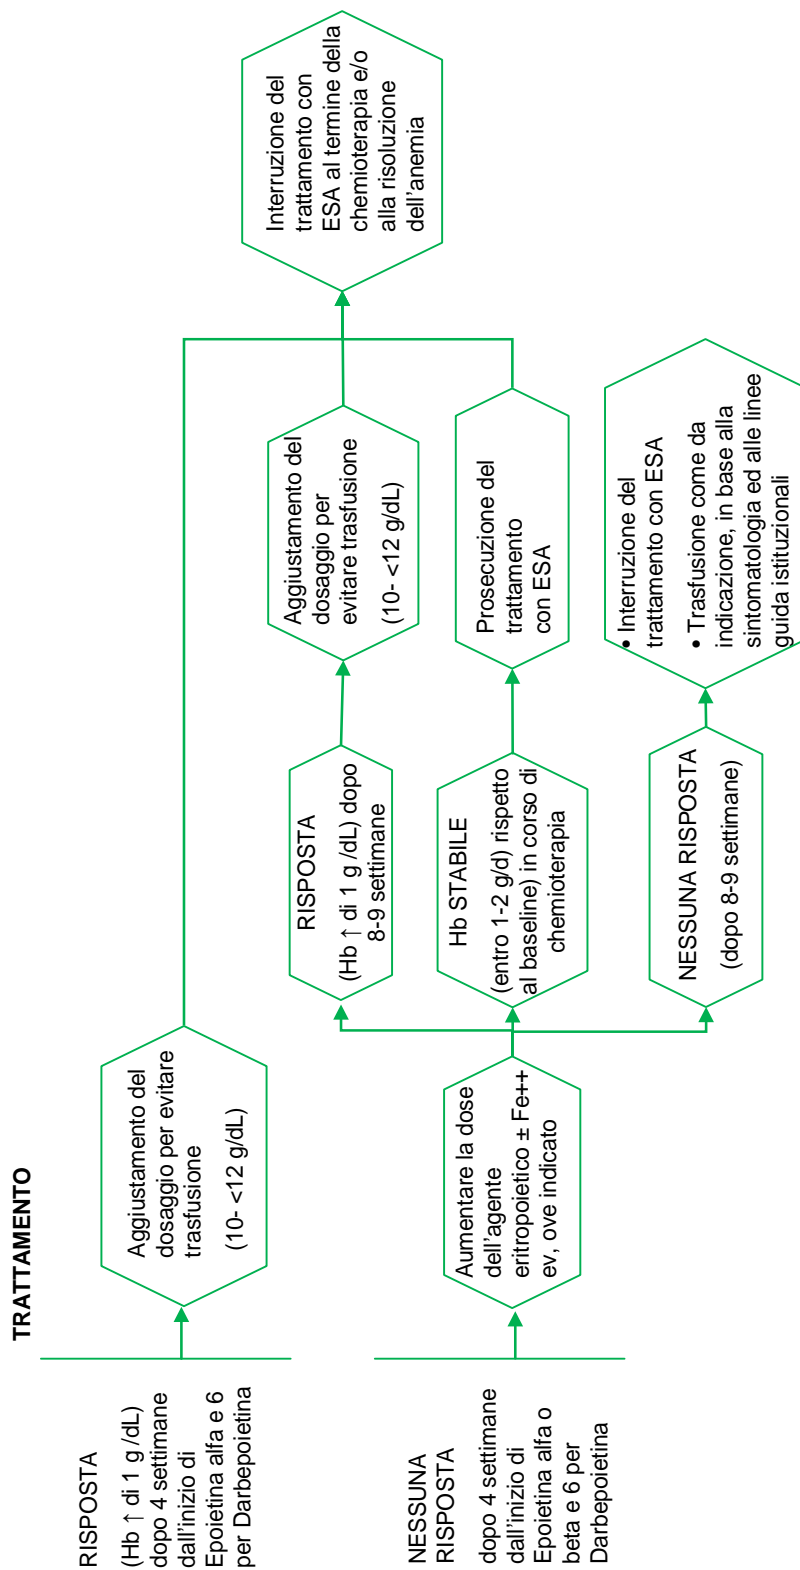 TRATTAMENTO
RISPOSTA
(Hb ↑ di 1 g /dL)
dopo 4 settimane
dall'inizio di
Epoietina alfa e 6
per Darbepoietina
Aggiustamento del
dosaggio per evitare
trasfusione
(10- <12 g/dL)
NESSUNA
RISPOSTA
dopo 4 settimane
dall'inizio di
Epoietina alfa o
beta e 6 per
Darbepoietina
Aumentare la dose
dell'agente
eritropoietico ± Fe++
ev, ove indicato
RISPOSTA
(Hb ↑ di 1 g /dL) dopo
8-9 settimane
Aggiustamento del
dosaggio per
evitare trasfusione
(10- <12 g/dL)
Hb STABILE
(entro 1-2 g/d) rispetto
al baseline) in corso di
chemioterapia
Prosecuzione del
trattamento
con ESA
NESSUNA RISPOSTA
(dopo 8-9 settimane)
• Interruzione del
trattamento con ESA
• Trasfusione come da
indicazione, in base alla
sintomatologia ed alle linee
guida istituzionali
Interruzione del
trattamento con
ESA al termine della
chemioterapia e/o
alla risoluzione
dell'anemia